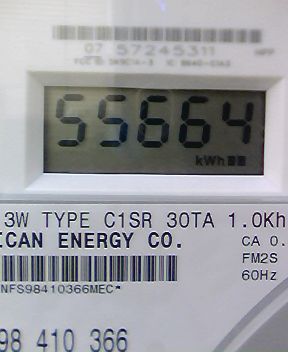 07 57245311
55664
kWh
3W TYPE C1SR 30TA 1.0Kh
ICAN ENERGY CO.
CA 0.
FM2S
NFS98410366MEC*
60Hz
98 410 366